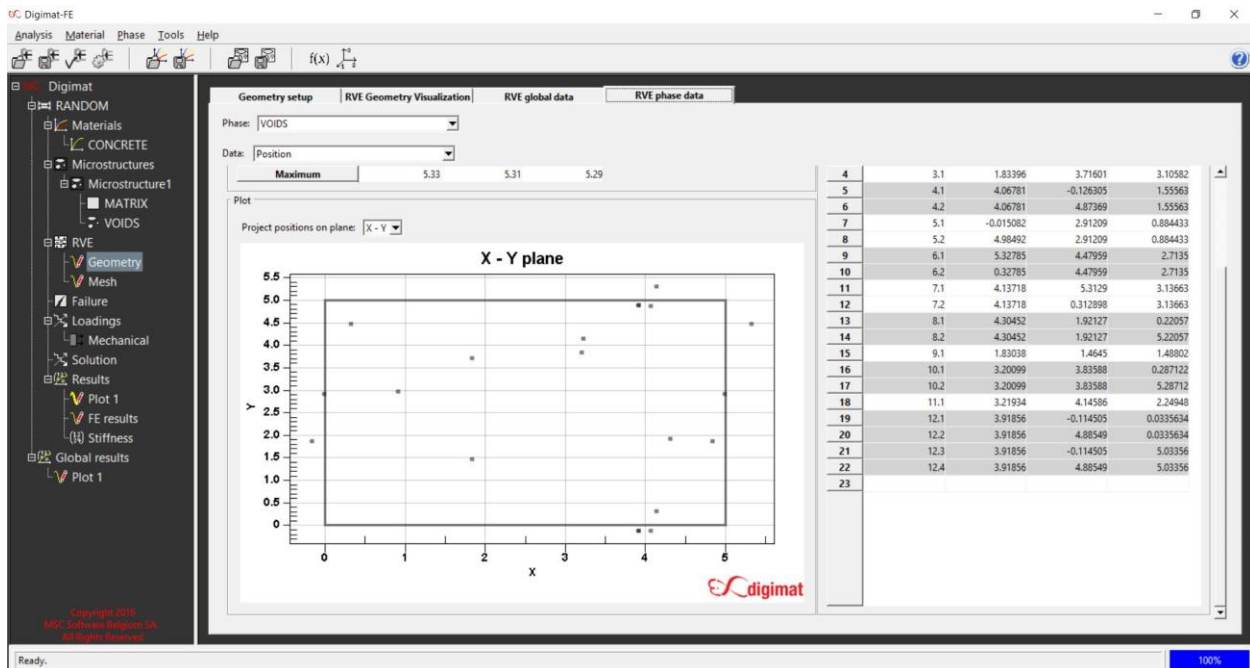 Digimat-FE
Analysis Material Phase Tools Help
f(x)
Digimat
RANDOM
Materials
CONCRETE
Microstructures
Microstructure1
MATRIX
VOIDS
RVE
Geometry
Mesh
Failure
Loadings
Mechanical
Solution
Results
Plot 1
FE results
Stiffness
Global results
Plot 1
Copyright 2016
MSC Software Belgium SA.
All Rights Reserved
Geometry setup RVE Geometry Visualization RVE global data RVE phase data
Phase: VOIDS
Data: Position
Maximum 5.33 5.31 5.29
Plot
Project positions on plane: X - Y
X - Y plane
5.5
5.0
4.5
4.0
3.5
3.0
2.5
2.0
1.5
1.0
0.5
0
Y
0 1 2 3 4 5
X
digimat
4 3.1 1.83396 3.71601 3.10582
5 4.1 4.06781 -0.126305 1.55563
6 4.2 4.06781 4.87369 1.55563
7 5.1 -0.015082 2.91209 0.884433
8 5.2 4.98492 2.91209 0.884433
9 6.1 5.32785 4.47959 2.7135
10 6.2 0.32785 4.47959 2.7135
11 7.1 4.13718 5.3129 3.13663
12 7.2 4.13718 0.312898 3.13663
13 8.1 4.30452 1.92127 0.22057
14 8.2 4.30452 1.92127 5.22057
15 9.1 1.83038 1.4645 1.48802
16 10.1 3.20099 3.83588 0.287122
17 10.2 3.20099 3.83588 5.28712
18 11.1 3.21934 4.14586 2.24948
19 12.1 3.91856 -0.114505 0.0335634
20 12.2 3.91856 4.88549 0.0335634
21 12.3 3.91856 -0.114505 5.03356
22 12.4 3.91856 4.88549 5.03356
23
Ready.
100%